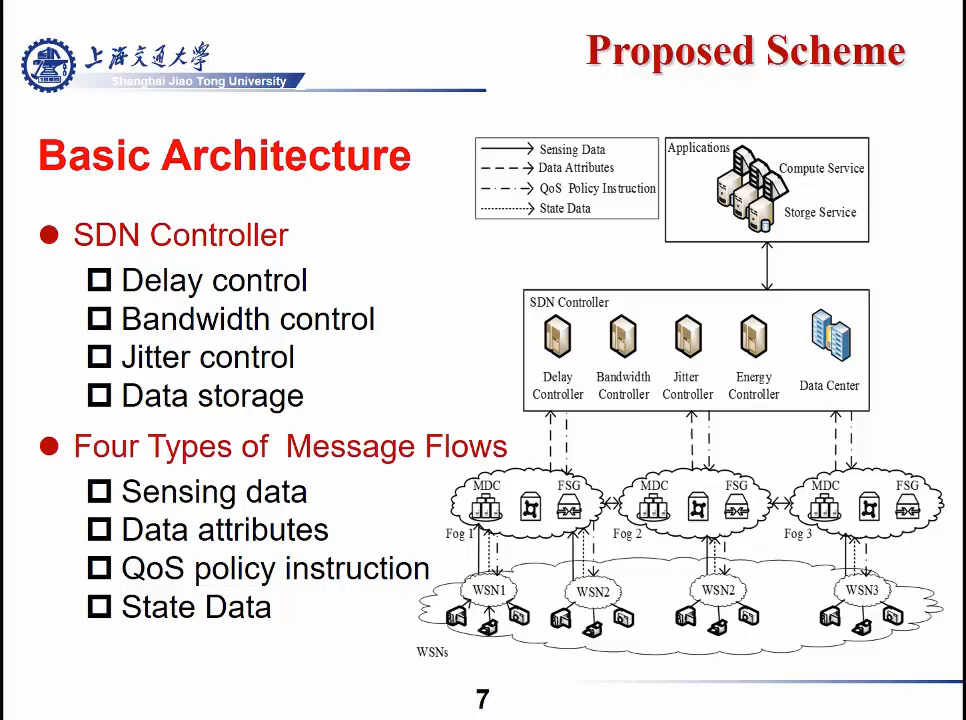 上海交通大学
Shanghai Jiao Tong University
Proposed Scheme
Basic Architecture
SDN Controller
Delay control
Bandwidth control
Jitter control
Data storage
Four Types of Message Flows
Sensing data
Data attributes
QoS policy instruction
State Data
Sensing Data
Data Attributes
QoS Policy Instruction
State Data
Applications
Compute Service
Storge Service
SDN Controller
Delay Controller
Bandwidth Controller
Jitter Controller
Energy Controller
Data Center
MDC FSG
Fog 1
MDC FSG
Fog 2
MDC FSG
Fog 3
WSN1
WSN2
WSN2
WSN3
WSNs
7